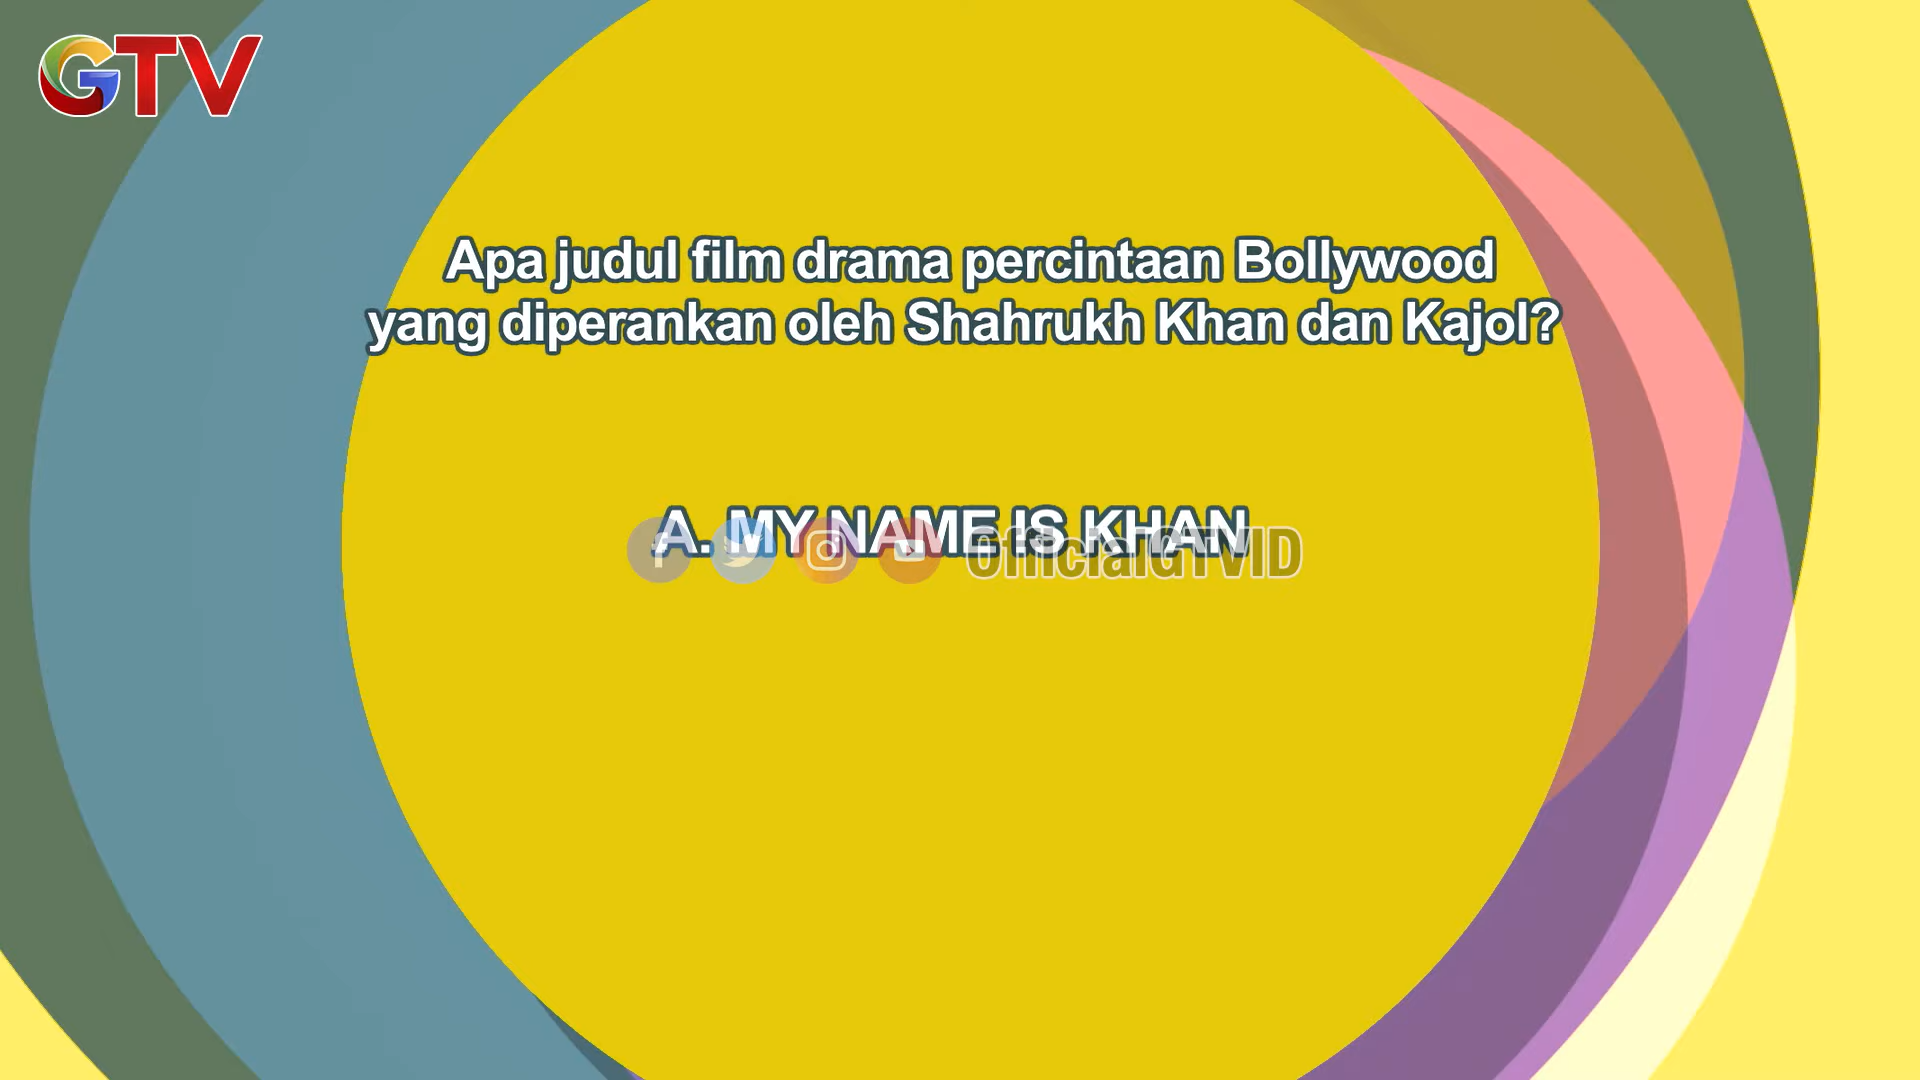 GTV
Apa judul film drama percintaan Bollywood
yang diperankan oleh Shahrukh Khan dan Kajol?
A. MY NAME IS KHAN
OfficialGTVID